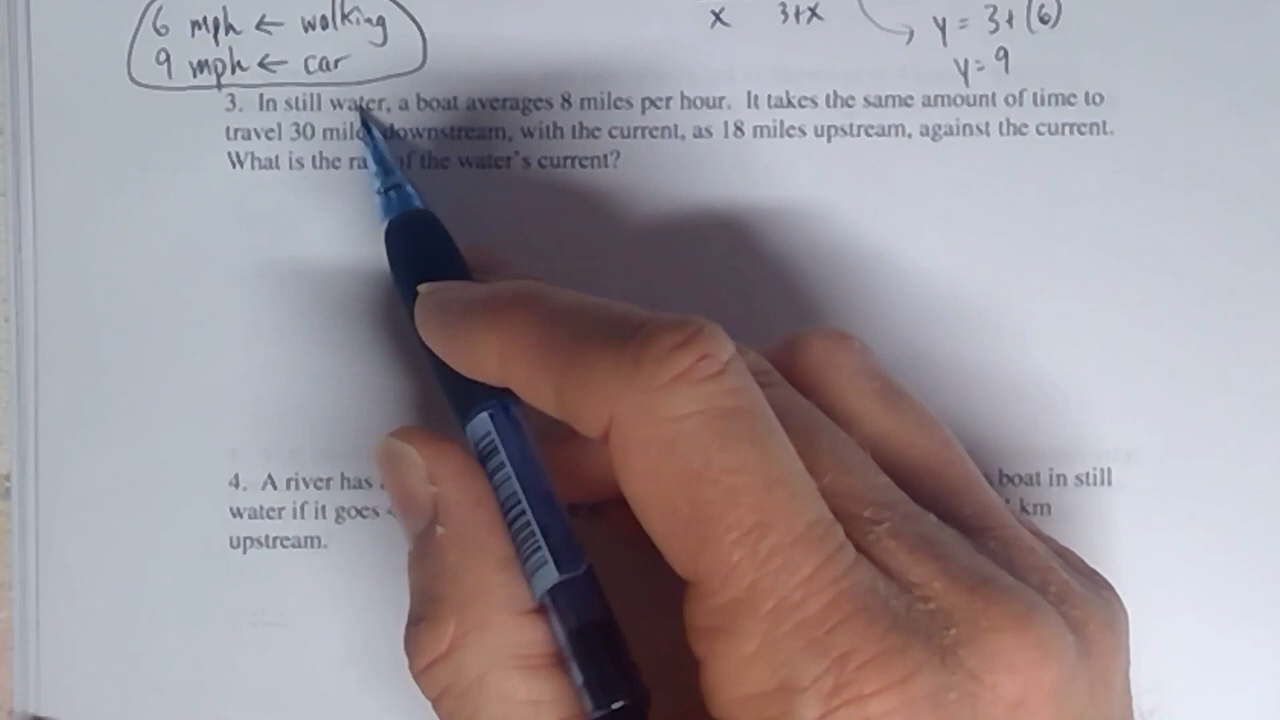 6 mph ← walking
x 3+x
y = 3+(6)
9 mph ← car
y = 9
3. In still water, a boat averages 8 miles per hour. It takes the same amount of time to
travel 30 miles downstream, with the current, as 18 miles upstream, against the current.
What is the of the water's current?
4. A river has boat in still
water if it goes km
upstream.